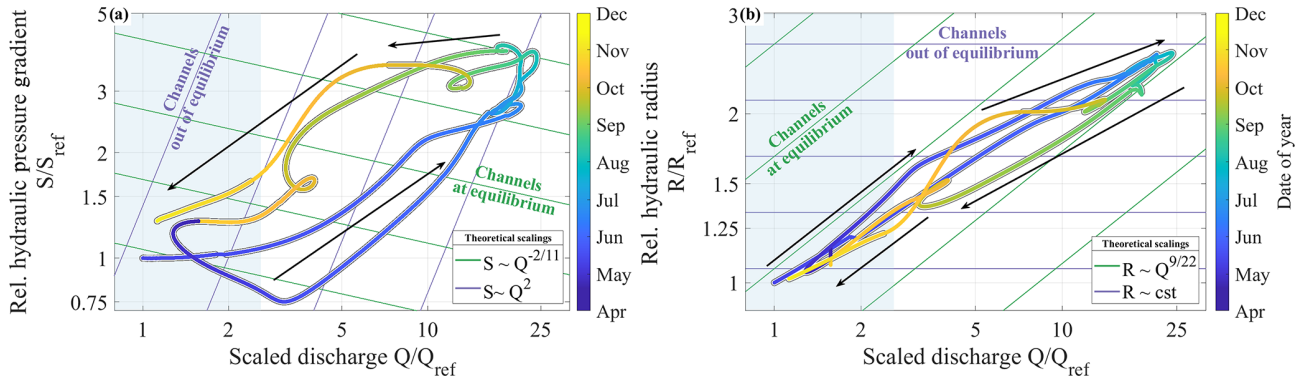 (a)
Rel. hydraulic pressure gradient
S/S_ref
5
4
3
2
1.5
1
0.75
1
2
5
10
25
Scaled discharge Q/Q_ref
Channels
out of equilibrium
Channels
at equilibrium
Theoretical scalings
S ~ Q^-2/11
S~ Q^2
Dec
Nov
Oct
Sep
Aug
Jul
Jun
May
Apr
(b)
Rel. hydraulic radius
R/R_ref
3
2
1.5
1.25
1
1
2
5
10
25
Scaled discharge Q/Q_ref
Channels
out of equilibrium
Channels
at equilibrium
Theoretical scalings
R ~ Q^9/22
R ~ cst
Dec
Nov
Oct
Sep
Aug
Jul
Jun
May
Apr
Date of year